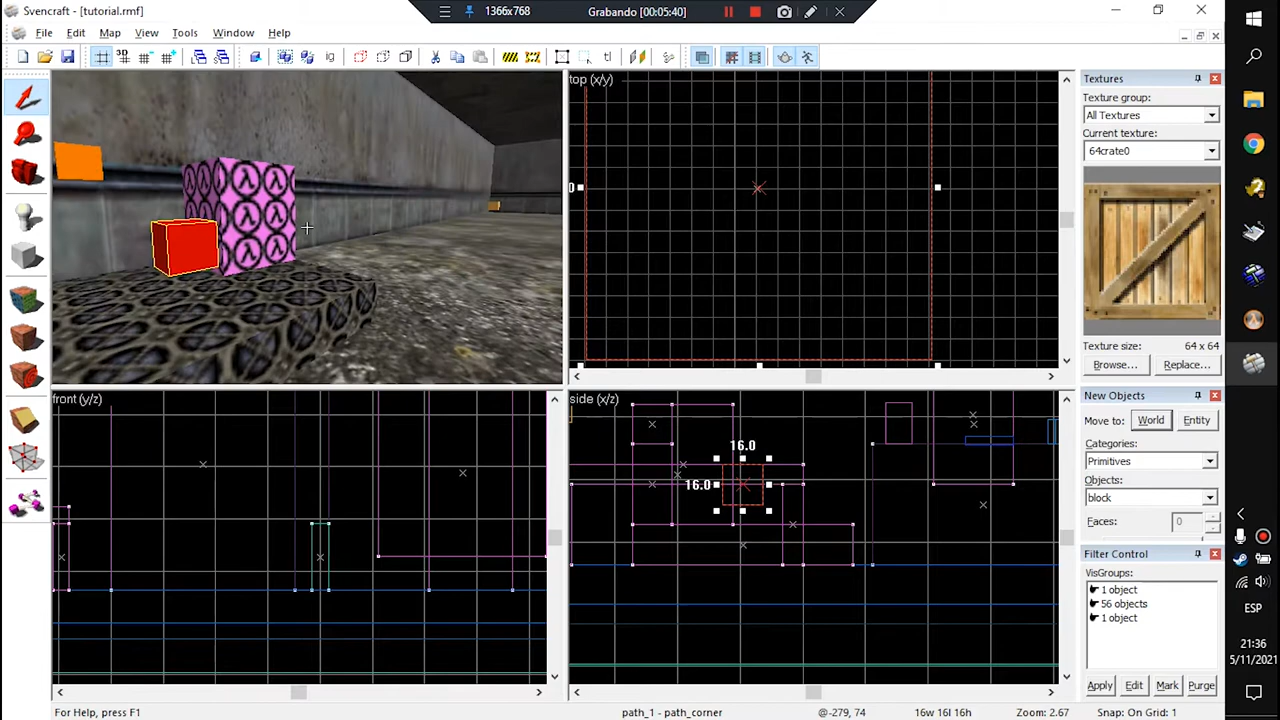 1366x768
Grabando [00:05:40]
Svencraft - [tutorial.rmf]
File Edit Map View Tools Window Help
3D
ig
tl
top (x/y)
0
front (y/z)
side (x/z)
16.0
16.0
Textures
Texture group:
All Textures
Current texture:
64crate0
Texture size: 64 x 64
Browse... Replace...
New Objects
Move to: World Entity
Categories:
Primitives
Objects:
block
Faces: 0
Filter Control
VisGroups:
1 object
56 objects
1 object
Apply Edit Mark Purge
For Help, press F1
path_1 - path_corner
@-279, 74
16w 16l 16h
Zoom: 2.67
Snap: On Grid: 1
ESP
21:36
5/11/2021